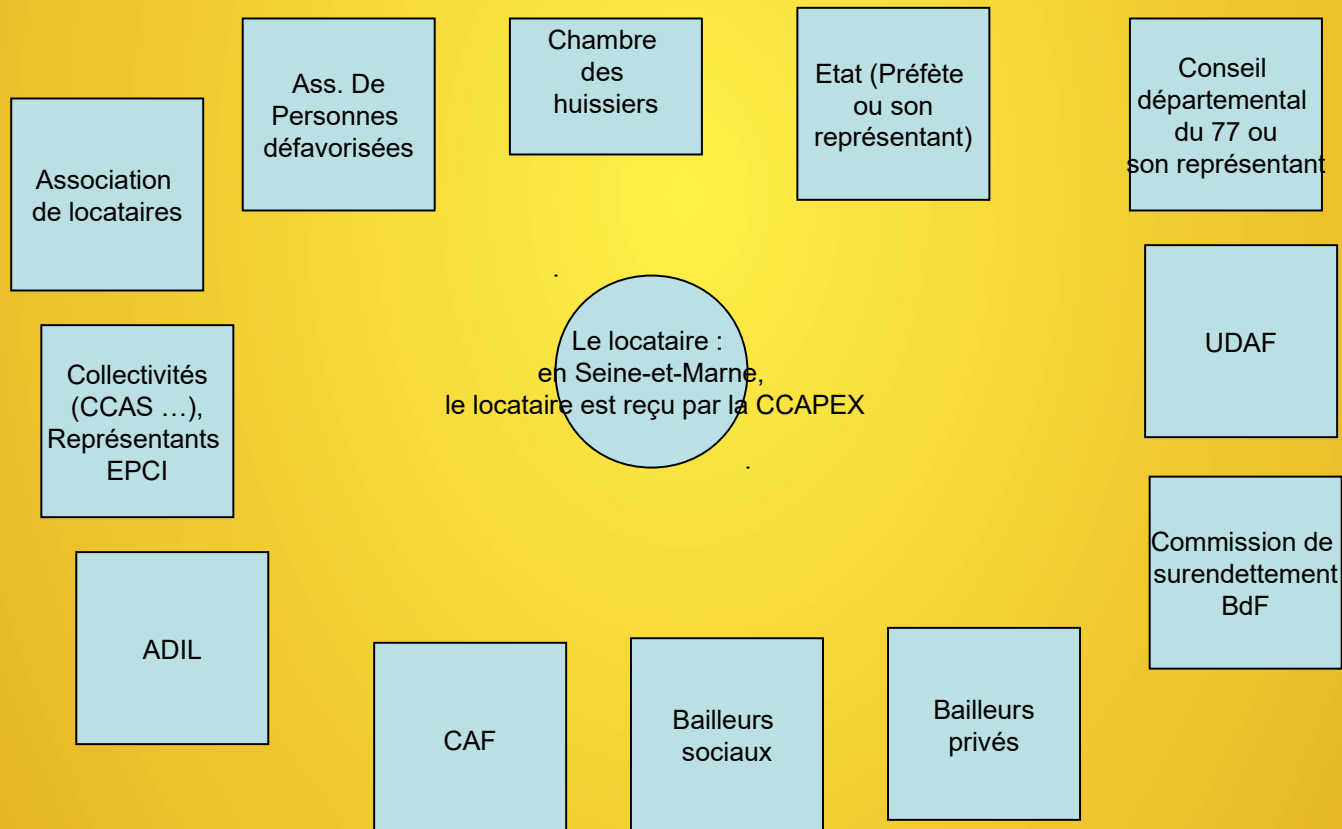 Chambre
des
huissiers
Etat (Préfète
ou son
représentant)
Conseil
départemental
du 77 ou
son représentant
Ass. De
Personnes
défavorisées
Association
de locataires
Le locataire :
en Seine-et-Marne,
le locataire est reçu par la CCAPEX
UDAF
Collectivités
(CCAS …),
Représentants
EPCI
Commission de
surendettement
BdF
ADIL
CAF
Bailleurs
sociaux
Bailleurs
privés